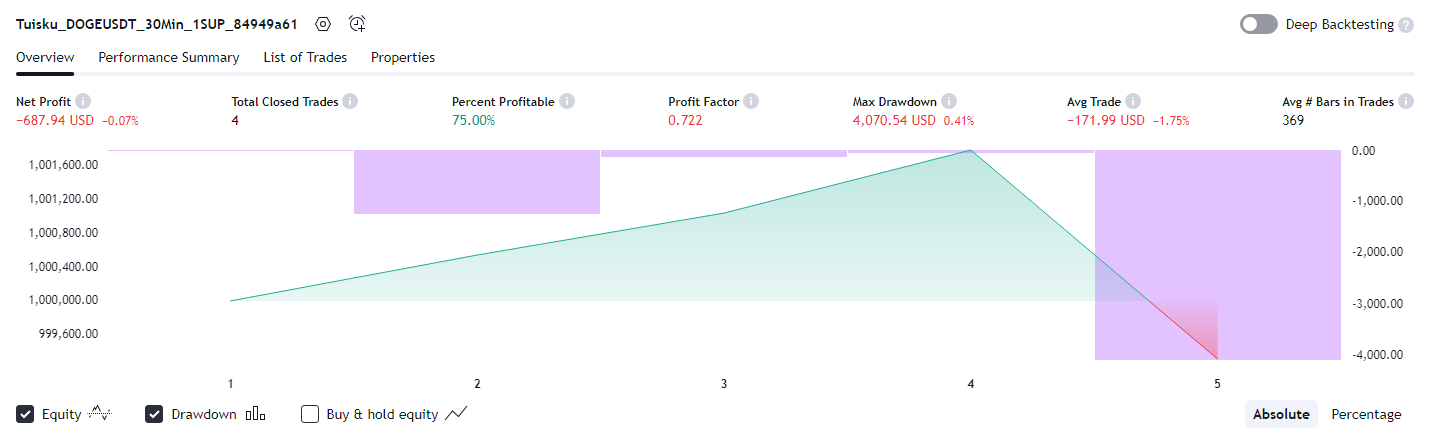 Tuisku_DOGEUSDT_30Min_1SUP_84949a61 Deep Backtesting ?
Overview Performance Summary List of Trades Properties
Net Profit i Total Closed Trades i Percent Profitable i Profit Factor i Max Drawdown i Avg Trade i Avg # Bars in Trades i
−687.94 USD −0.07% 4 75.00% 0.722 4,070.54 USD 0.41% −171.99 USD −1.75% 369
1,001,600.00 0.00
1,001,200.00 -1,000.00
1,000,800.00 -2,000.00
1,000,400.00 -3,000.00
1,000,000.00 -4,000.00
999,600.00
1 2 3 4 5
Equity Drawdown Buy & hold equity Absolute Percentage